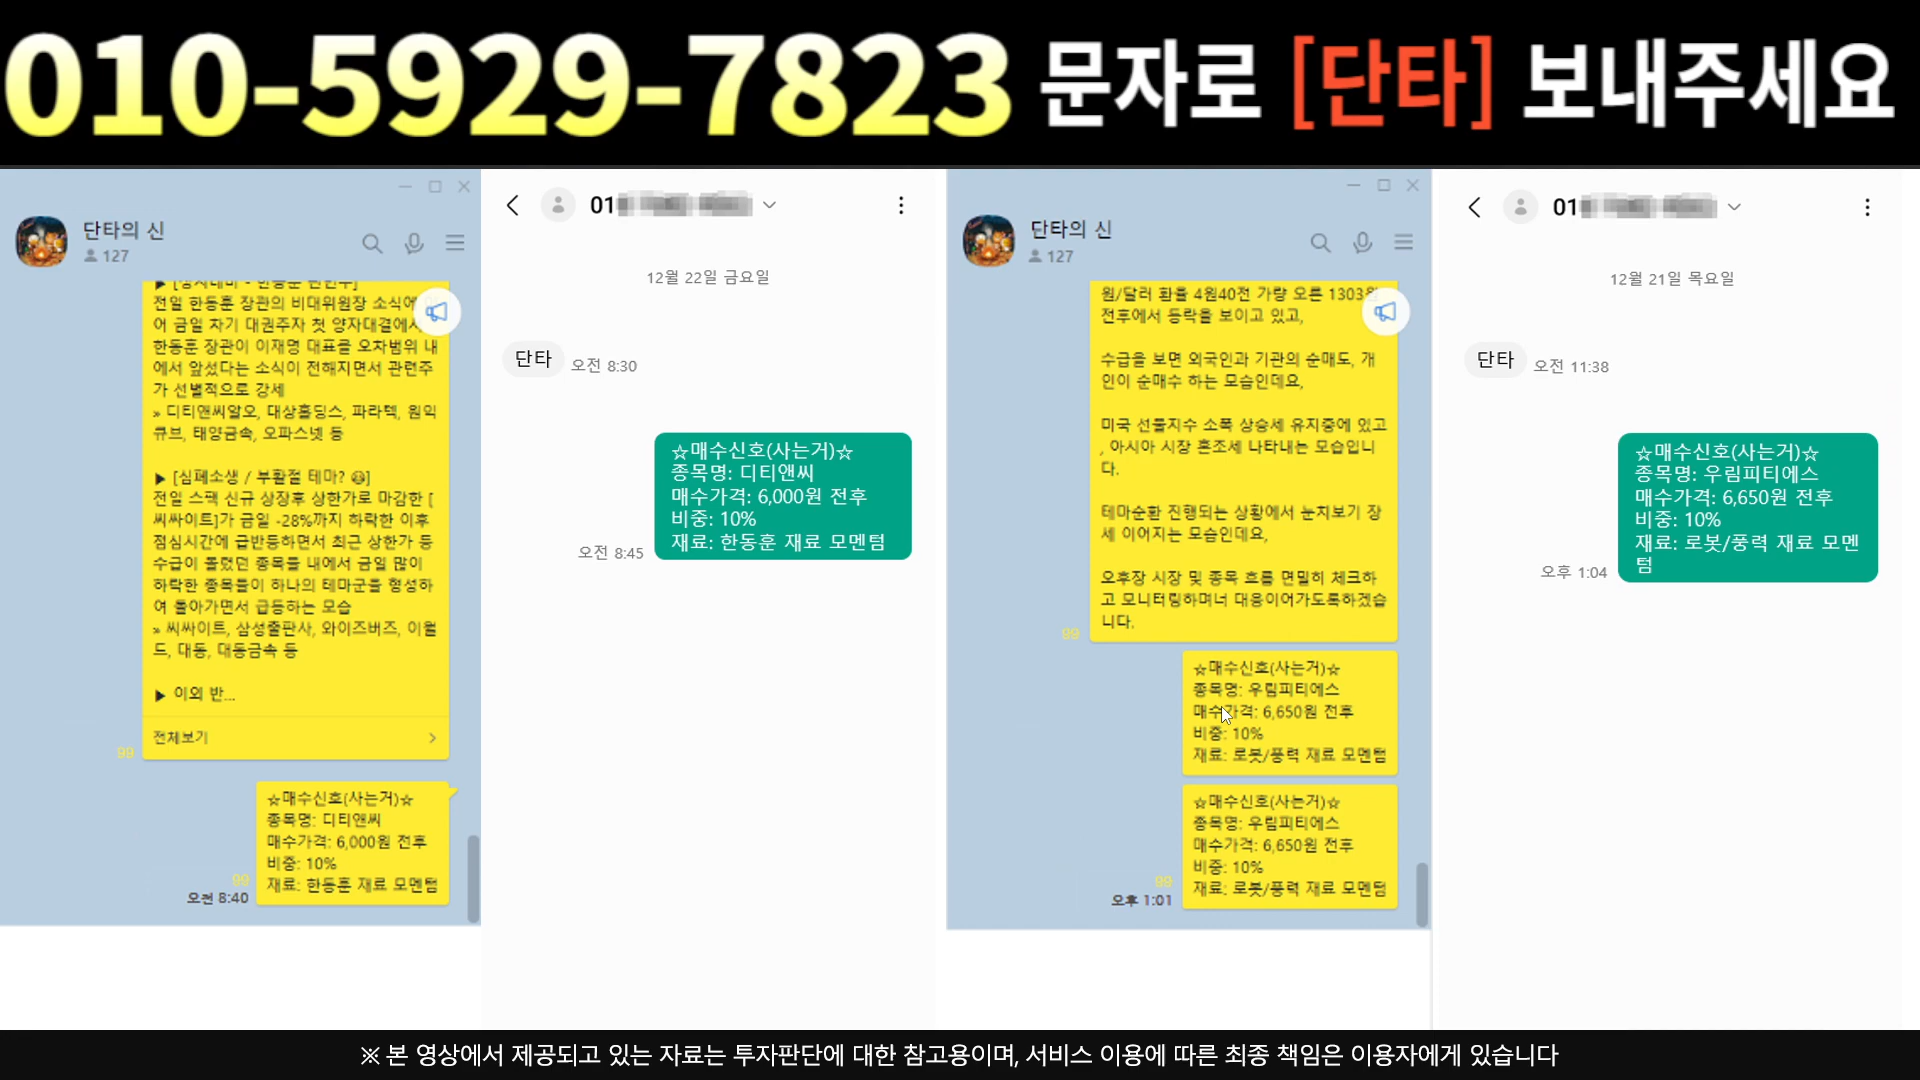 010-5929-7823 문자로 [단타] 보내주세요
단타의 신
127
전일 한동훈 장관의 비대위원장 소식에
어 금일 차기 대권주자 첫 양자대결에서
한동훈 장관이 이재명 대표를 오차범위 내
에서 앞섰다는 소식이 전해지면서 관련주
가 선별적으로 강세
» 디티앤씨알오, 대상홀딩스, 파라텍, 원익
큐브, 태양금속, 오파스넷 등
▶ [심폐소생 / 부활절 테마? 😆]
전일 스팩 신규 상장후 상한가로 마감한 [
씨싸이트]가 금일 -28%까지 하락한 이후
점심시간에 급반등하면서 최근 상한가 등
수급이 몰렸던 종목들 내에서 금일 많이
하락한 종목들이 하나의 테마군을 형성하
여 돌아가면서 급등하는 모습
» 씨싸이트, 삼성출판사, 와이즈버즈, 이월
드, 대동, 대동금속 등
▶ 이외 반...
전체보기
99
☆매수신호(사는거)☆
종목명: 디티앤씨
매수가격: 6,000원 전후
비중: 10%
재료: 한동훈 재료 모멘텀
99
오전 8:40
01
12월 22일 금요일
단타
오전 8:30
☆매수신호(사는거)☆
종목명: 디티앤씨
매수가격: 6,000원 전후
비중: 10%
재료: 한동훈 재료 모멘텀
오전 8:45
단타의 신
127
원/달러 환율 4원40전 가량 오른 1303원
전후에서 등락을 보이고 있고,
수급을 보면 외국인과 기관의 순매도, 개
인이 순매수 하는 모습인데요,
미국 선물지수 소폭 상승세 유지중에 있고
, 아시아 시장 혼조세 나타내는 모습입니
다.
테마순환 진행되는 상황에서 눈치보기 장
세 이어지는 모습인데요,
오후장 시장 및 종목 흐름 면밀히 체크하
고 모니터링하며너 대응이어가도록하겠습
니다.
99
☆매수신호(사는거)☆
종목명: 우림피티에스
매수가격: 6,650원 전후
비중: 10%
재료: 로봇/풍력 재료 모멘텀
☆매수신호(사는거)☆
종목명: 우림피티에스
매수가격: 6,650원 전후
비중: 10%
재료: 로봇/풍력 재료 모멘텀
99
오후 1:01
01
12월 21일 목요일
단타
오전 11:38
☆매수신호(사는거)☆
종목명: 우림피티에스
매수가격: 6,650원 전후
비중: 10%
재료: 로봇/풍력 재료 모멘
텀
오후 1:04
※ 본 영상에서 제공되고 있는 자료는 투자판단에 대한 참고용이며, 서비스 이용에 따른 최종 책임은 이용자에게 있습니다